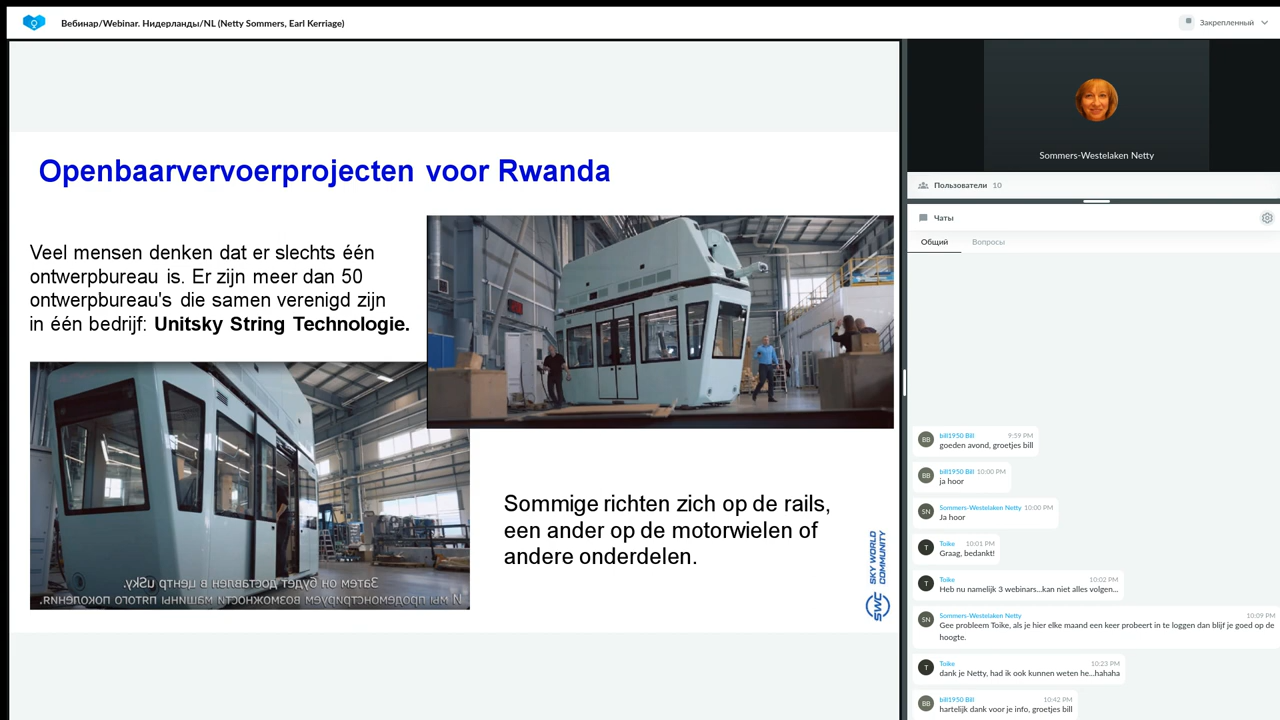 Вебинар/Webinar. Нидерланды/NL (Netty Sommers, Earl Kerriage)
Закрепленный
Openbaarvervoerprojecten voor Rwanda
Veel mensen denken dat er slechts één
ontwerpbureau is. Er zijn meer dan 50
ontwerpbureau's die samen verenigd zijn
in één bedrijf: Unitsky String Technologie.
Затем он будет доставлен в центр uSky.
И мы продемонстрируем возможности машины пятого поколения.
Sommige richten zich op de rails,
een ander op de motorwielen of
andere onderdelen.
SKY WORLD
COMMUNITY
SWC
Sommers-Westelaken Netty
Пользователи 10
Чаты
Общий Вопросы
BB
bill1950 Bill 9:59 PM
goeden avond, groetjes bill
BB
bill1950 Bill 10:00 PM
ja hoor
SN
Sommers-Westelaken Netty 10:00 PM
Ja hoor
T
Toike 10:01 PM
Graag, bedankt!
T
Toike 10:02 PM
Heb nu namelijk 3 webinars...kan niet alles volgen...
SN
Sommers-Westelaken Netty 10:09 PM
Gee probleem Toike, als je hier elke maand een keer probeert in te loggen dan blijf je goed op de
hoogte.
T
Toike 10:23 PM
dank je Netty, had ik ook kunnen weten he...hahaha
BB
bill1950 Bill 10:42 PM
hartelijk dank voor je info, groetjes bill